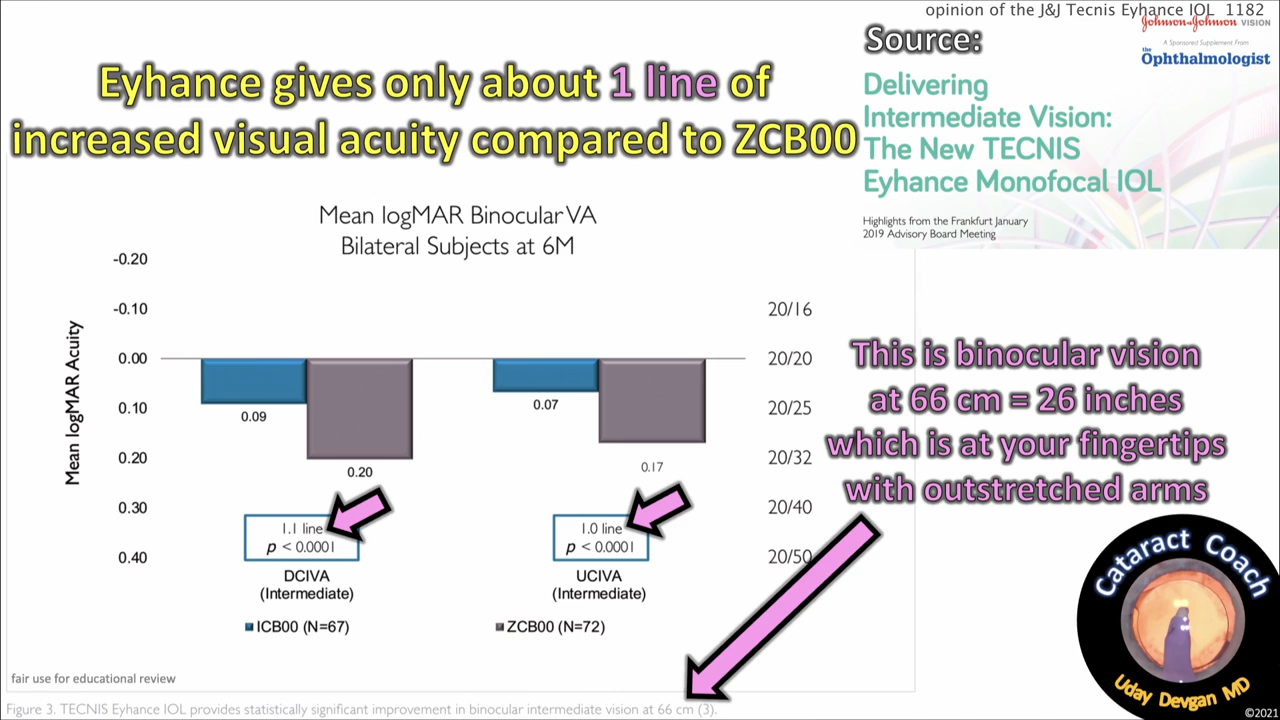 opinion of the J&J Tecnis Eyhance IOL 1182
Johnson & Johnson VISION
Source:
A Sponsored Supplement From
the Ophthalmologist
Eyhance gives only about 1 line of
increased visual acuity compared to ZCB00
Delivering
Intermediate Vision:
The New TECNIS
Eyhance Monofocal IOL
Highlights from the Frankfurt January
2019 Advisory Board Meeting
Mean logMAR Binocular VA
Bilateral Subjects at 6M
Mean logMAR Acuity
-0.20
-0.10 20/16
0.00 20/20
0.10 20/25
0.20 20/32
0.30 20/40
0.40 20/50
0.09
0.20
0.07
0.17
1.1 line
p < 0.0001
1.0 line
p < 0.0001
DCIVA
(Intermediate)
UCIVA
(Intermediate)
ICB00 (N=67)
ZCB00 (N=72)
This is binocular vision
at 66 cm = 26 inches
which is at your fingertips
with outstretched arms
Cataract Coach
Uday Devgan MD
fair use for educational review
Figure 3. TECNIS Eyhance IOL provides statistically significant improvement in binocular intermediate vision at 66 cm (3).
©2021